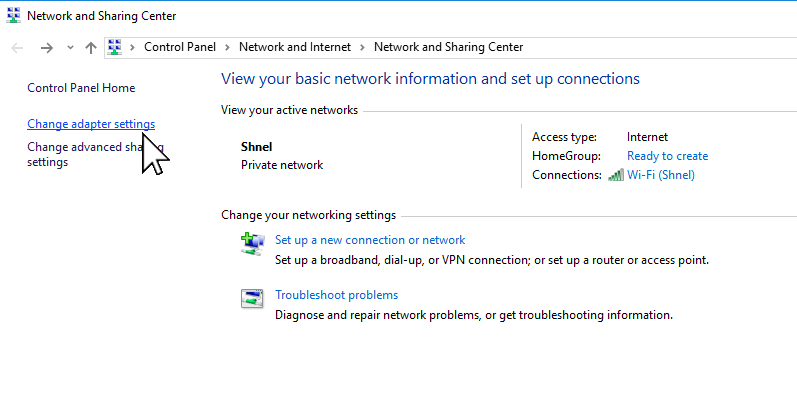 Network and Sharing Center
Control Panel
Network and Internet
Network and Sharing Center
Control Panel Home
Change adapter settings
Change advanced sharing
settings
View your basic network information and set up connections
View your active networks
Shnel
Private network
Access type: Internet
HomeGroup: Ready to create
Connections: Wi-Fi (Shnel)
Change your networking settings
Set up a new connection or network
Set up a broadband, dial-up, or VPN connection; or set up a router or access point.
Troubleshoot problems
Diagnose and repair network problems, or get troubleshooting information.